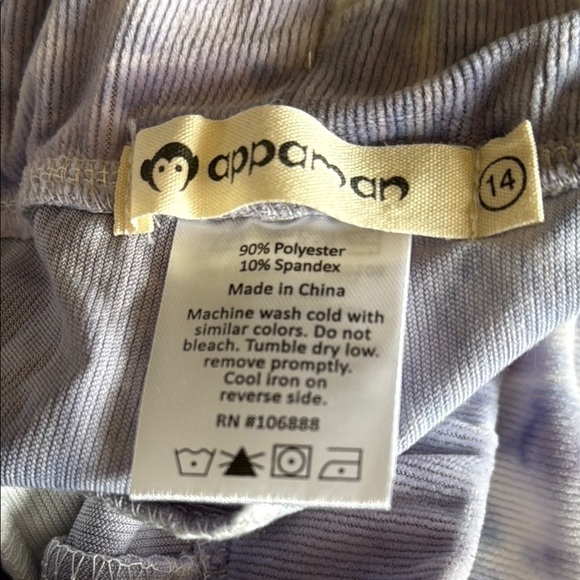 appaman 14
90% Polyester
10% Spandex
Made in China
Machine wash cold with
similar colors. Do not
bleach. Tumble dry low.
remove promptly.
Cool iron on
reverse side.
RN #106888